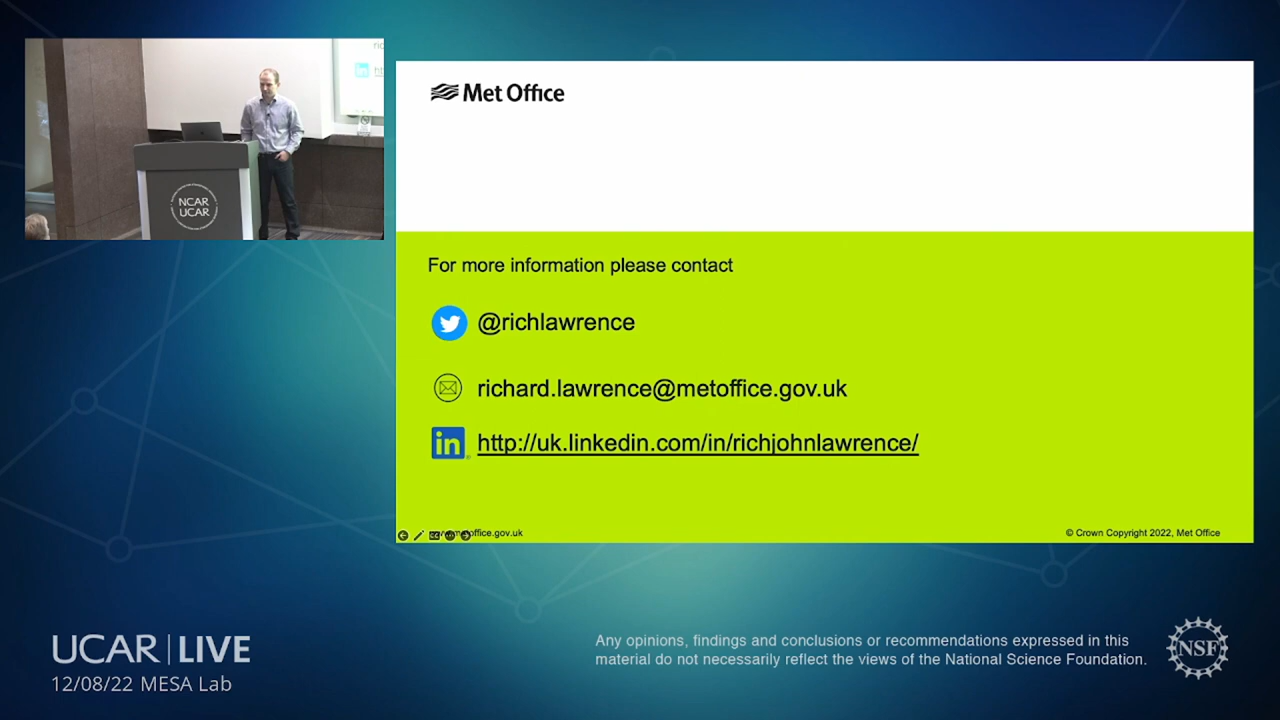 Met Office
For more information please contact
@richlawrence
richard.lawrence@metoffice.gov.uk
in http://uk.linkedin.com/in/richjohnlawrence/
© Crown Copyright 2022, Met Office
NCAR
UCAR
in
UCAR | LIVE
12/08/22 MESA Lab
Any opinions, findings and conclusions or recommendations expressed in this
material do not necessarily reflect the views of the National Science Foundation.
NSF